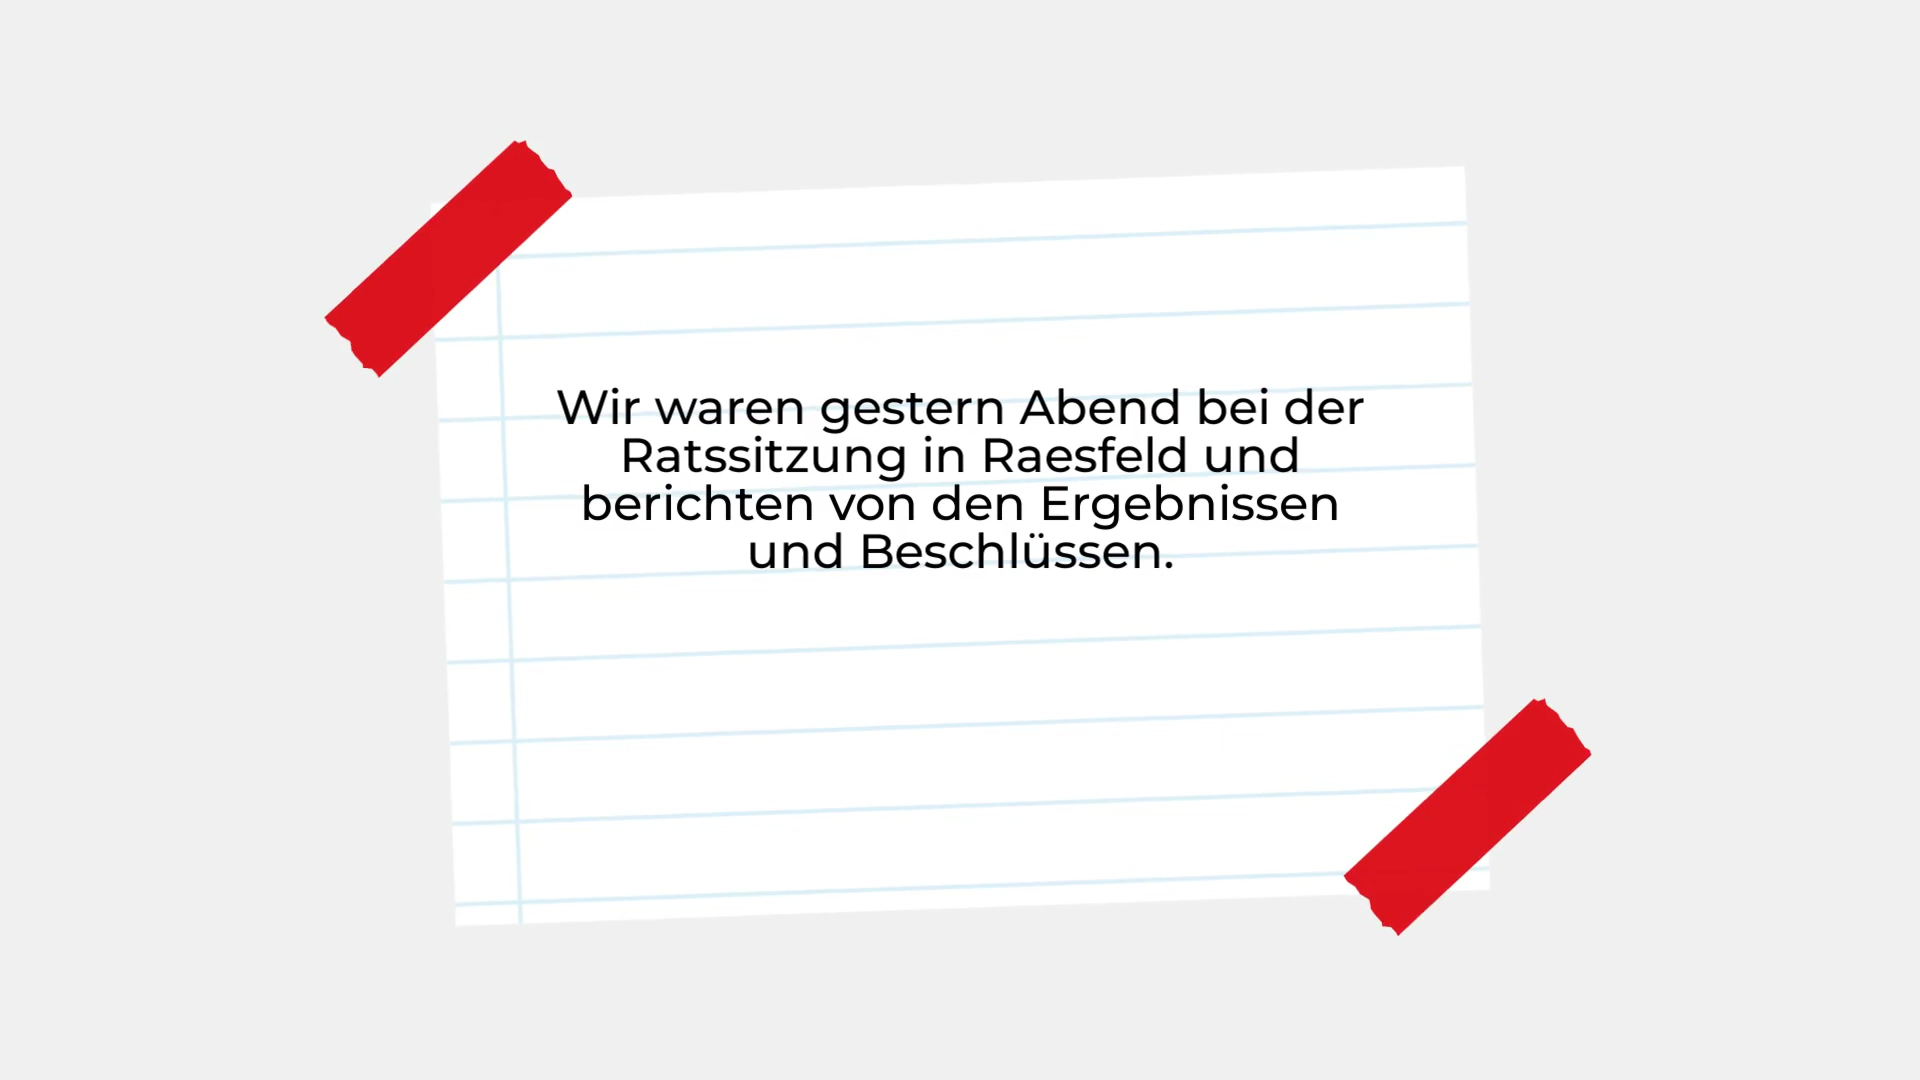 Wir waren gestern Abend bei der
Ratssitzung in Raesfeld und
berichten von den Ergebnissen
und Beschlüssen.